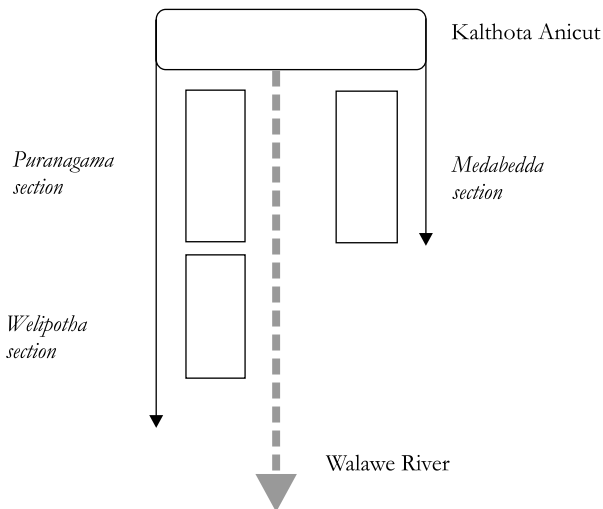 Kalthota Anicut
Puranagama
section
Medabedda
section
Welipotha
section
Walawe River